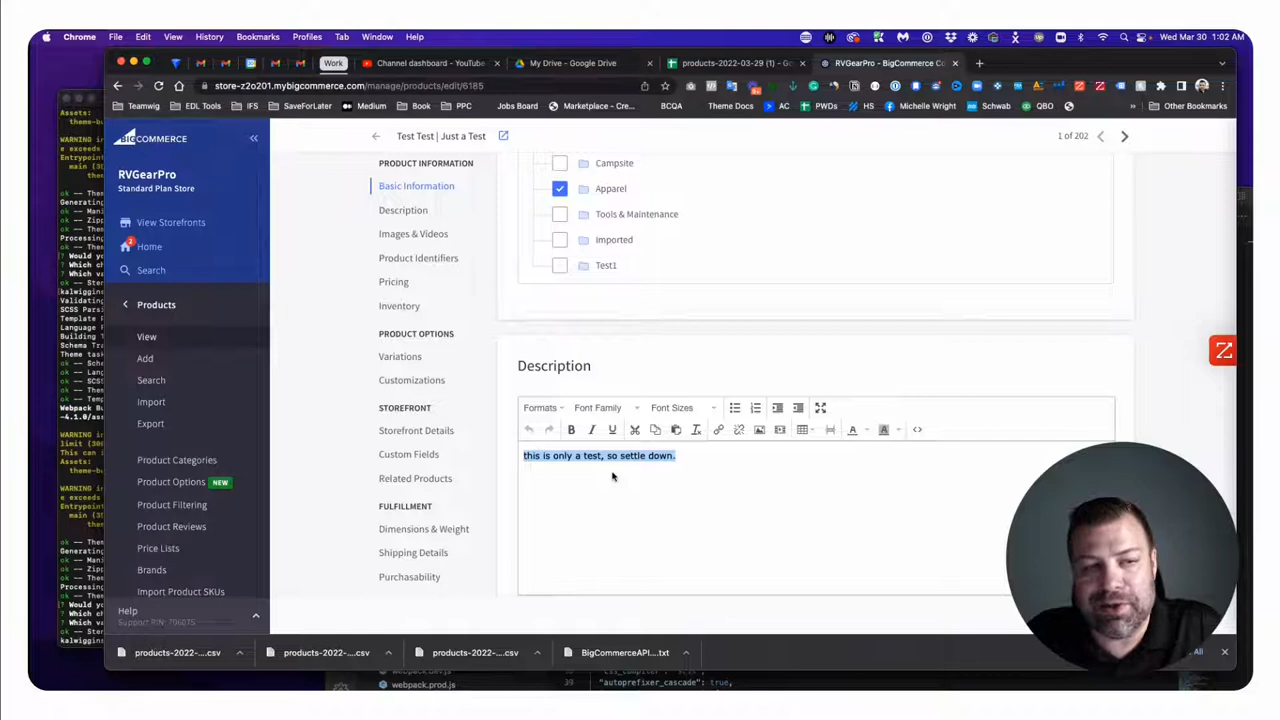 Chrome File Edit View History Bookmarks Profiles Tab Window Help Wed Mar 30 1:02 AM
Work Channel dashboard - YouTube My Drive - Google Drive products-2022-03-29 (1) - Go RVGearPro - BigCommerce Co
store-z2o201.mybigcommerce.com/manage/products/edit/6185
Teamwig EDL Tools IFS SaveForLater Medium Book PPC Jobs Board Marketplace - Cre... BCQA Theme Docs AC PWDs HS Michelle Wright Schwab QBO Other Bookmarks
BIGCOMMERCE
RVGearPro
Standard Plan Store
View Storefronts
2
Home
Search
Products
View
Add
Search
Import
Export
Product Categories
Product Options NEW
Product Filtering
Product Reviews
Price Lists
Brands
Import Product SKUs
Help
Support PIN: 706075
Test Test | Just a Test
1 of 202
PRODUCT INFORMATION
Basic Information
Description
Images & Videos
Product Identifiers
Pricing
Inventory
PRODUCT OPTIONS
Variations
Customizations
STOREFRONT
Storefront Details
Custom Fields
Related Products
FULFILLMENT
Dimensions & Weight
Shipping Details
Purchasability
Campsite
Apparel
Tools & Maintenance
Imported
Test1
Description
Formats Font Family Font Sizes
B I U A A
this is only a test, so settle down.
products-2022-....csv products-2022-....csv products-2022-....csv BigCommerceAPI....txt All
webpack.prod.js 39 "autoprefixer_cascade": true,